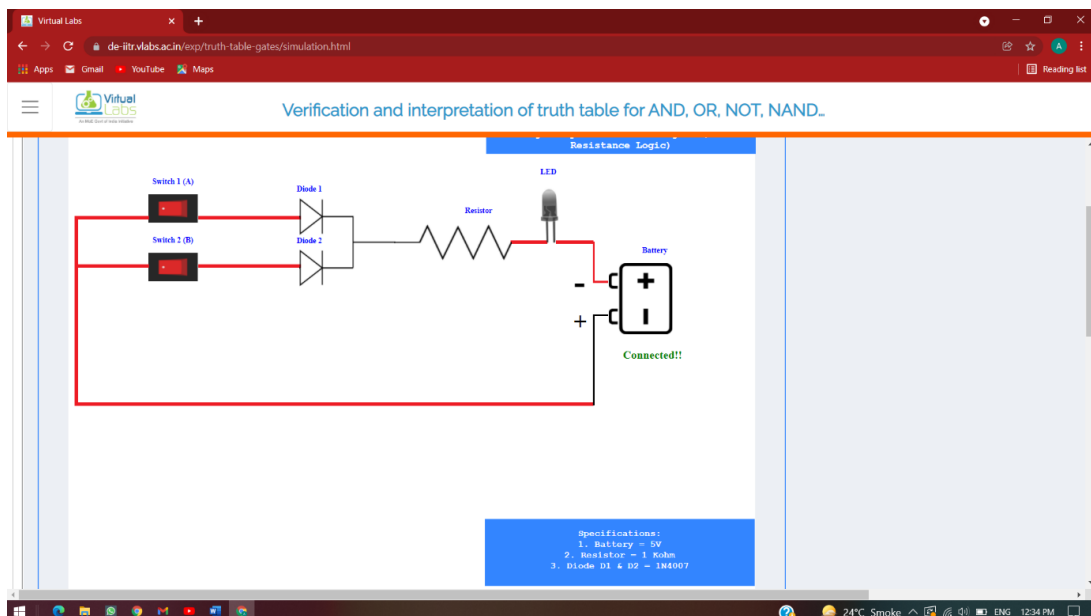 Virtual Labs
de-iitr.vlabs.ac.in/exp/truth-table-gates/simulation.html
A
Apps
Gmail
YouTube
Maps
Reading list
Virtual
Labs
Verification and interpretation of truth table for AND, OR, NOT, NAND...
Resistance Logic)
LED
Switch 1 (A)
Diode 1
Resistor
Switch 2 (B)
Diode 2
Battery
- +
+ -
Connected!!
Specifications:
1. Battery = 5V
2. Resistor = 1 Kohm
3. Diode D1 & D2 = 1N4007
24°C Smoke
ENG
12:34 PM